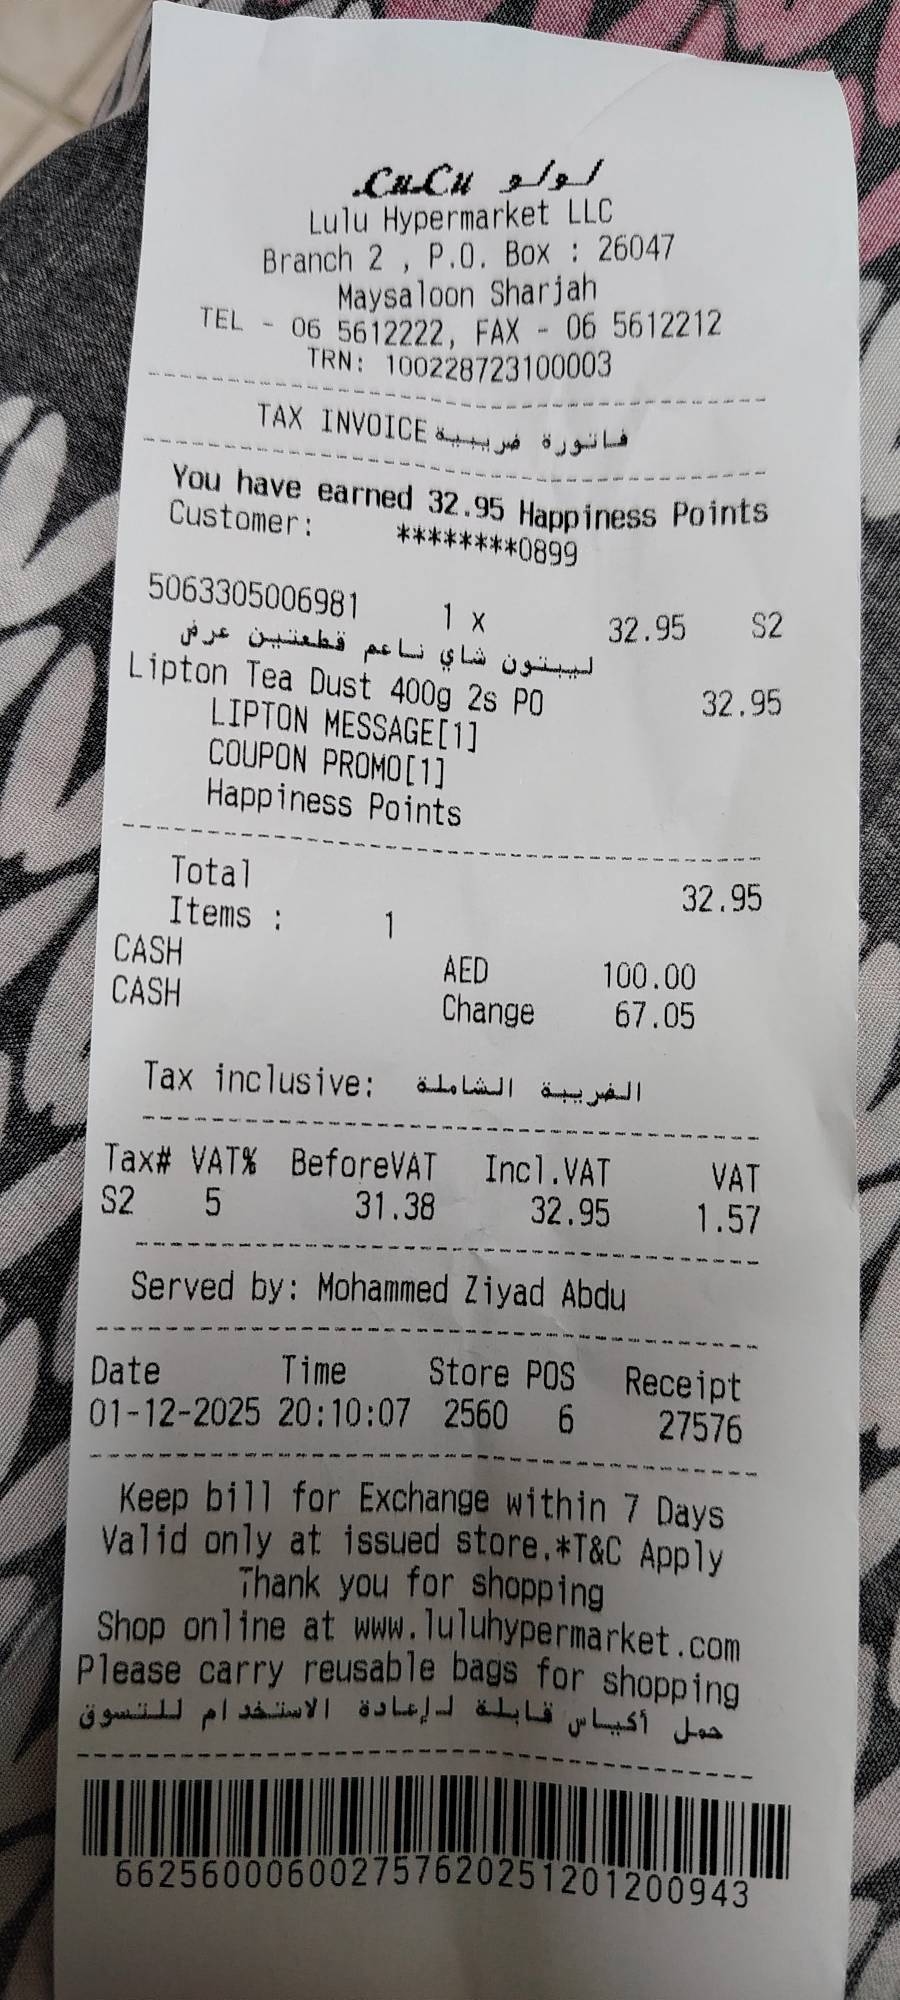 LuLu لولو
Lulu Hypermarket LLC
Branch 2 , P.O. Box : 26047
Maysaloon Sharjah
TEL - 06 5612222, FAX - 06 5612212
TRN: 100228723100003
TAX INVOICE فاتورة ضريبية
You have earned 32.95 Happiness Points
Customer: ********0899
5063305006981 1 x 32.95 S2
ليبتون شاي ناعم قطعتين عرض
Lipton Tea Dust 400g 2s PO 32.95
LIPTON MESSAGE[1]
COUPON PROMO[1]
Happiness Points
Total 32.95
Items : 1
CASH AED 100.00
CASH Change 67.05
Tax inclusive: الضريبة الشاملة
Tax# VAT% BeforeVAT Incl.VAT VAT
S2 5 31.38 32.95 1.57
Served by: Mohammed Ziyad Abdu
Date Time Store POS Receipt
01-12-2025 20:10:07 2560 6 27576
Keep bill for Exchange within 7 Days
Valid only at issued store.*T&C Apply
Thank you for shopping
Shop online at www.luluhypermarket.com
Please carry reusable bags for shopping
حمل أكياس قابلة لإعادة الاستخدام للتسوق
662560006002757620251201200943